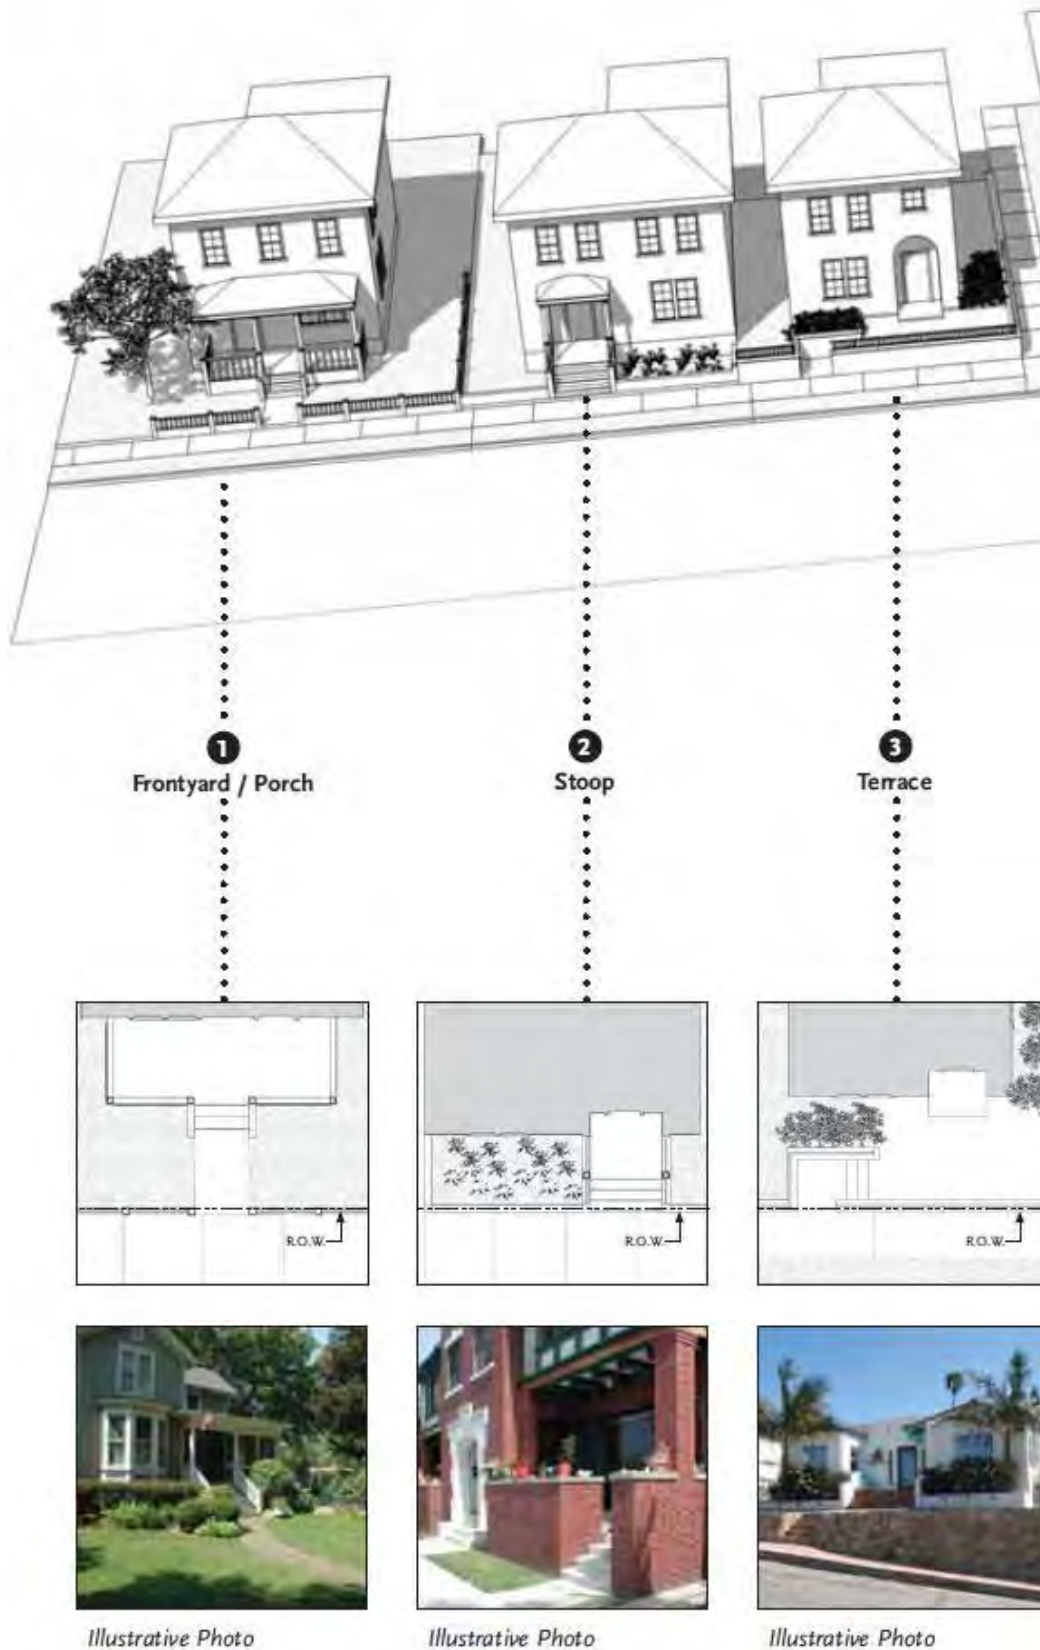 1
Frontyard / Porch
2
Stoop
3
Terrace
R.O.W.
R.O.W.
R.O.W.
Illustrative Photo
Illustrative Photo
Illustrative Photo